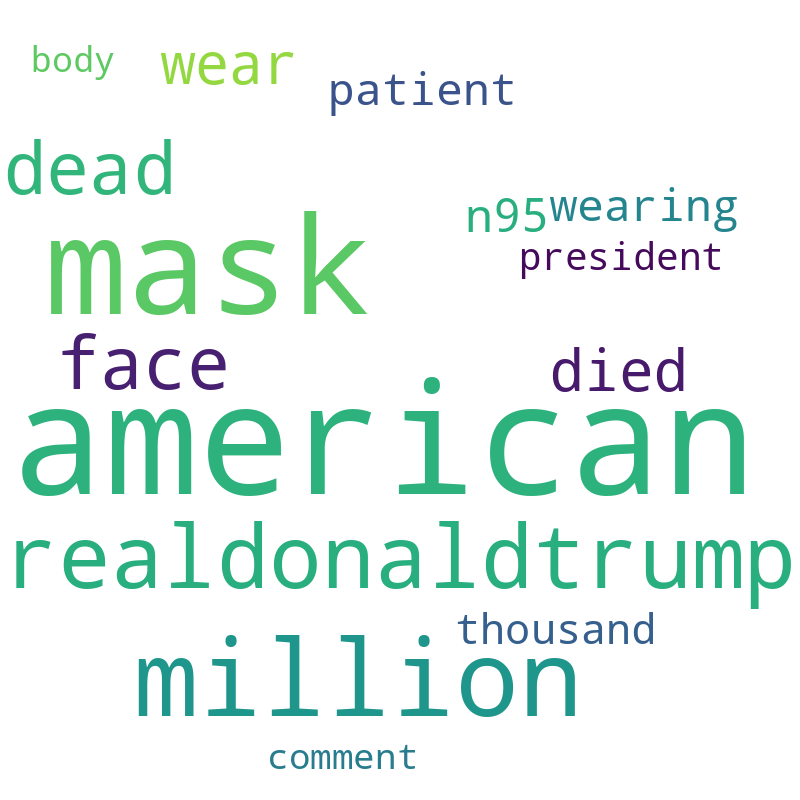 body
wear
patient
dead
n95
wearing
mask
president
face
died
american
realdonaldtrump
thousand
million
comment